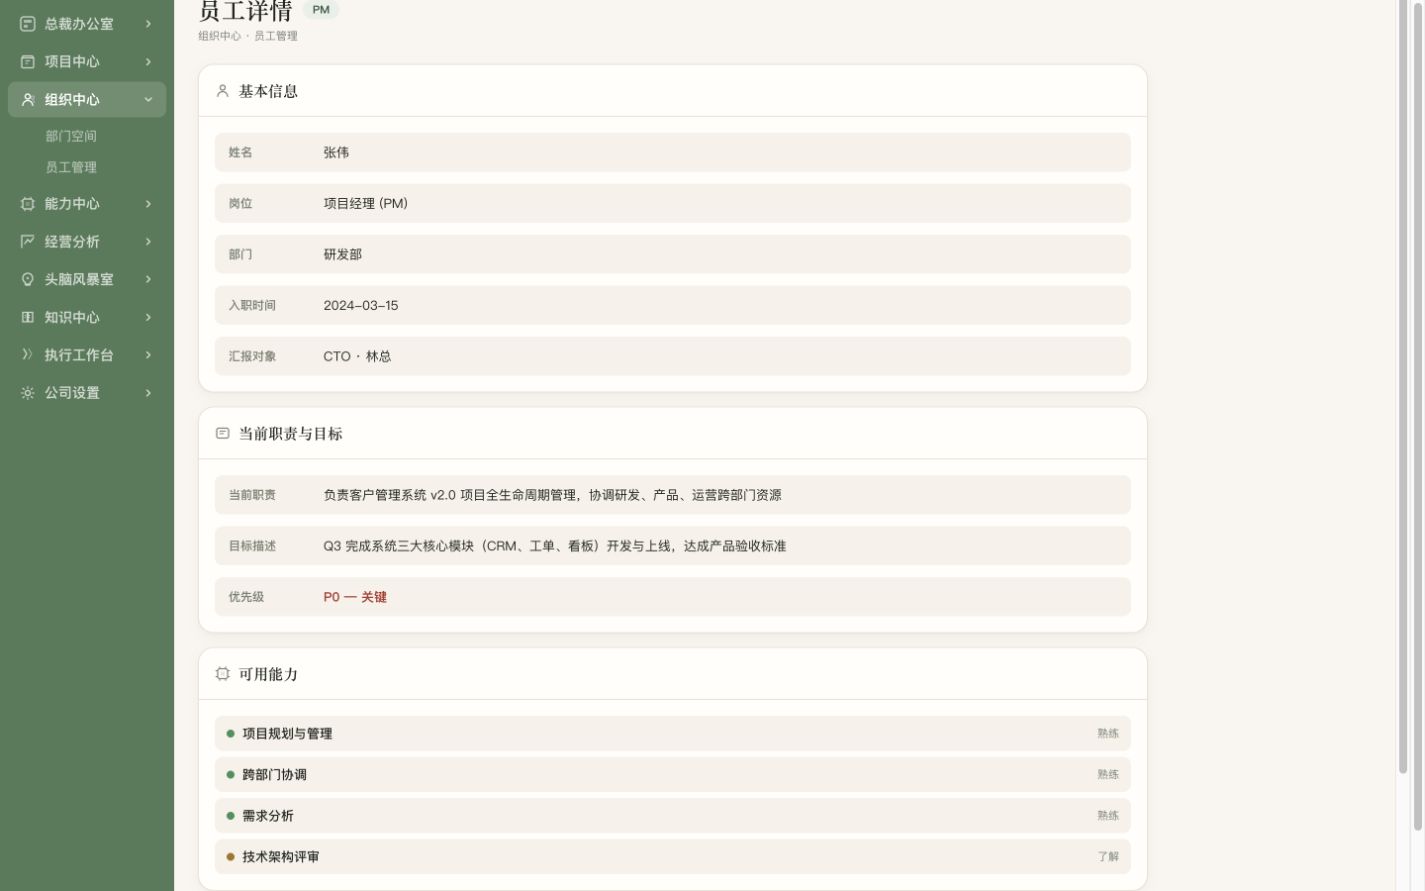 总裁办公室
项目中心
组织中心
部门空间
员工管理
能力中心
经营分析
头脑风暴室
知识中心
执行工作台
公司设置
员工详情 PM
组织中心 · 员工管理
基本信息
姓名 张伟
岗位 项目经理 (PM)
部门 研发部
入职时间 2024-03-15
汇报对象 CTO · 林总
当前职责与目标
当前职责 负责客户管理系统 v2.0 项目全生命周期管理，协调研发、产品、运营跨部门资源
目标描述 Q3 完成系统三大核心模块（CRM、工单、看板）开发与上线，达成产品验收标准
优先级 P0 — 关键
可用能力
项目规划与管理 熟练
跨部门协调 熟练
需求分析 熟练
技术架构评审 了解